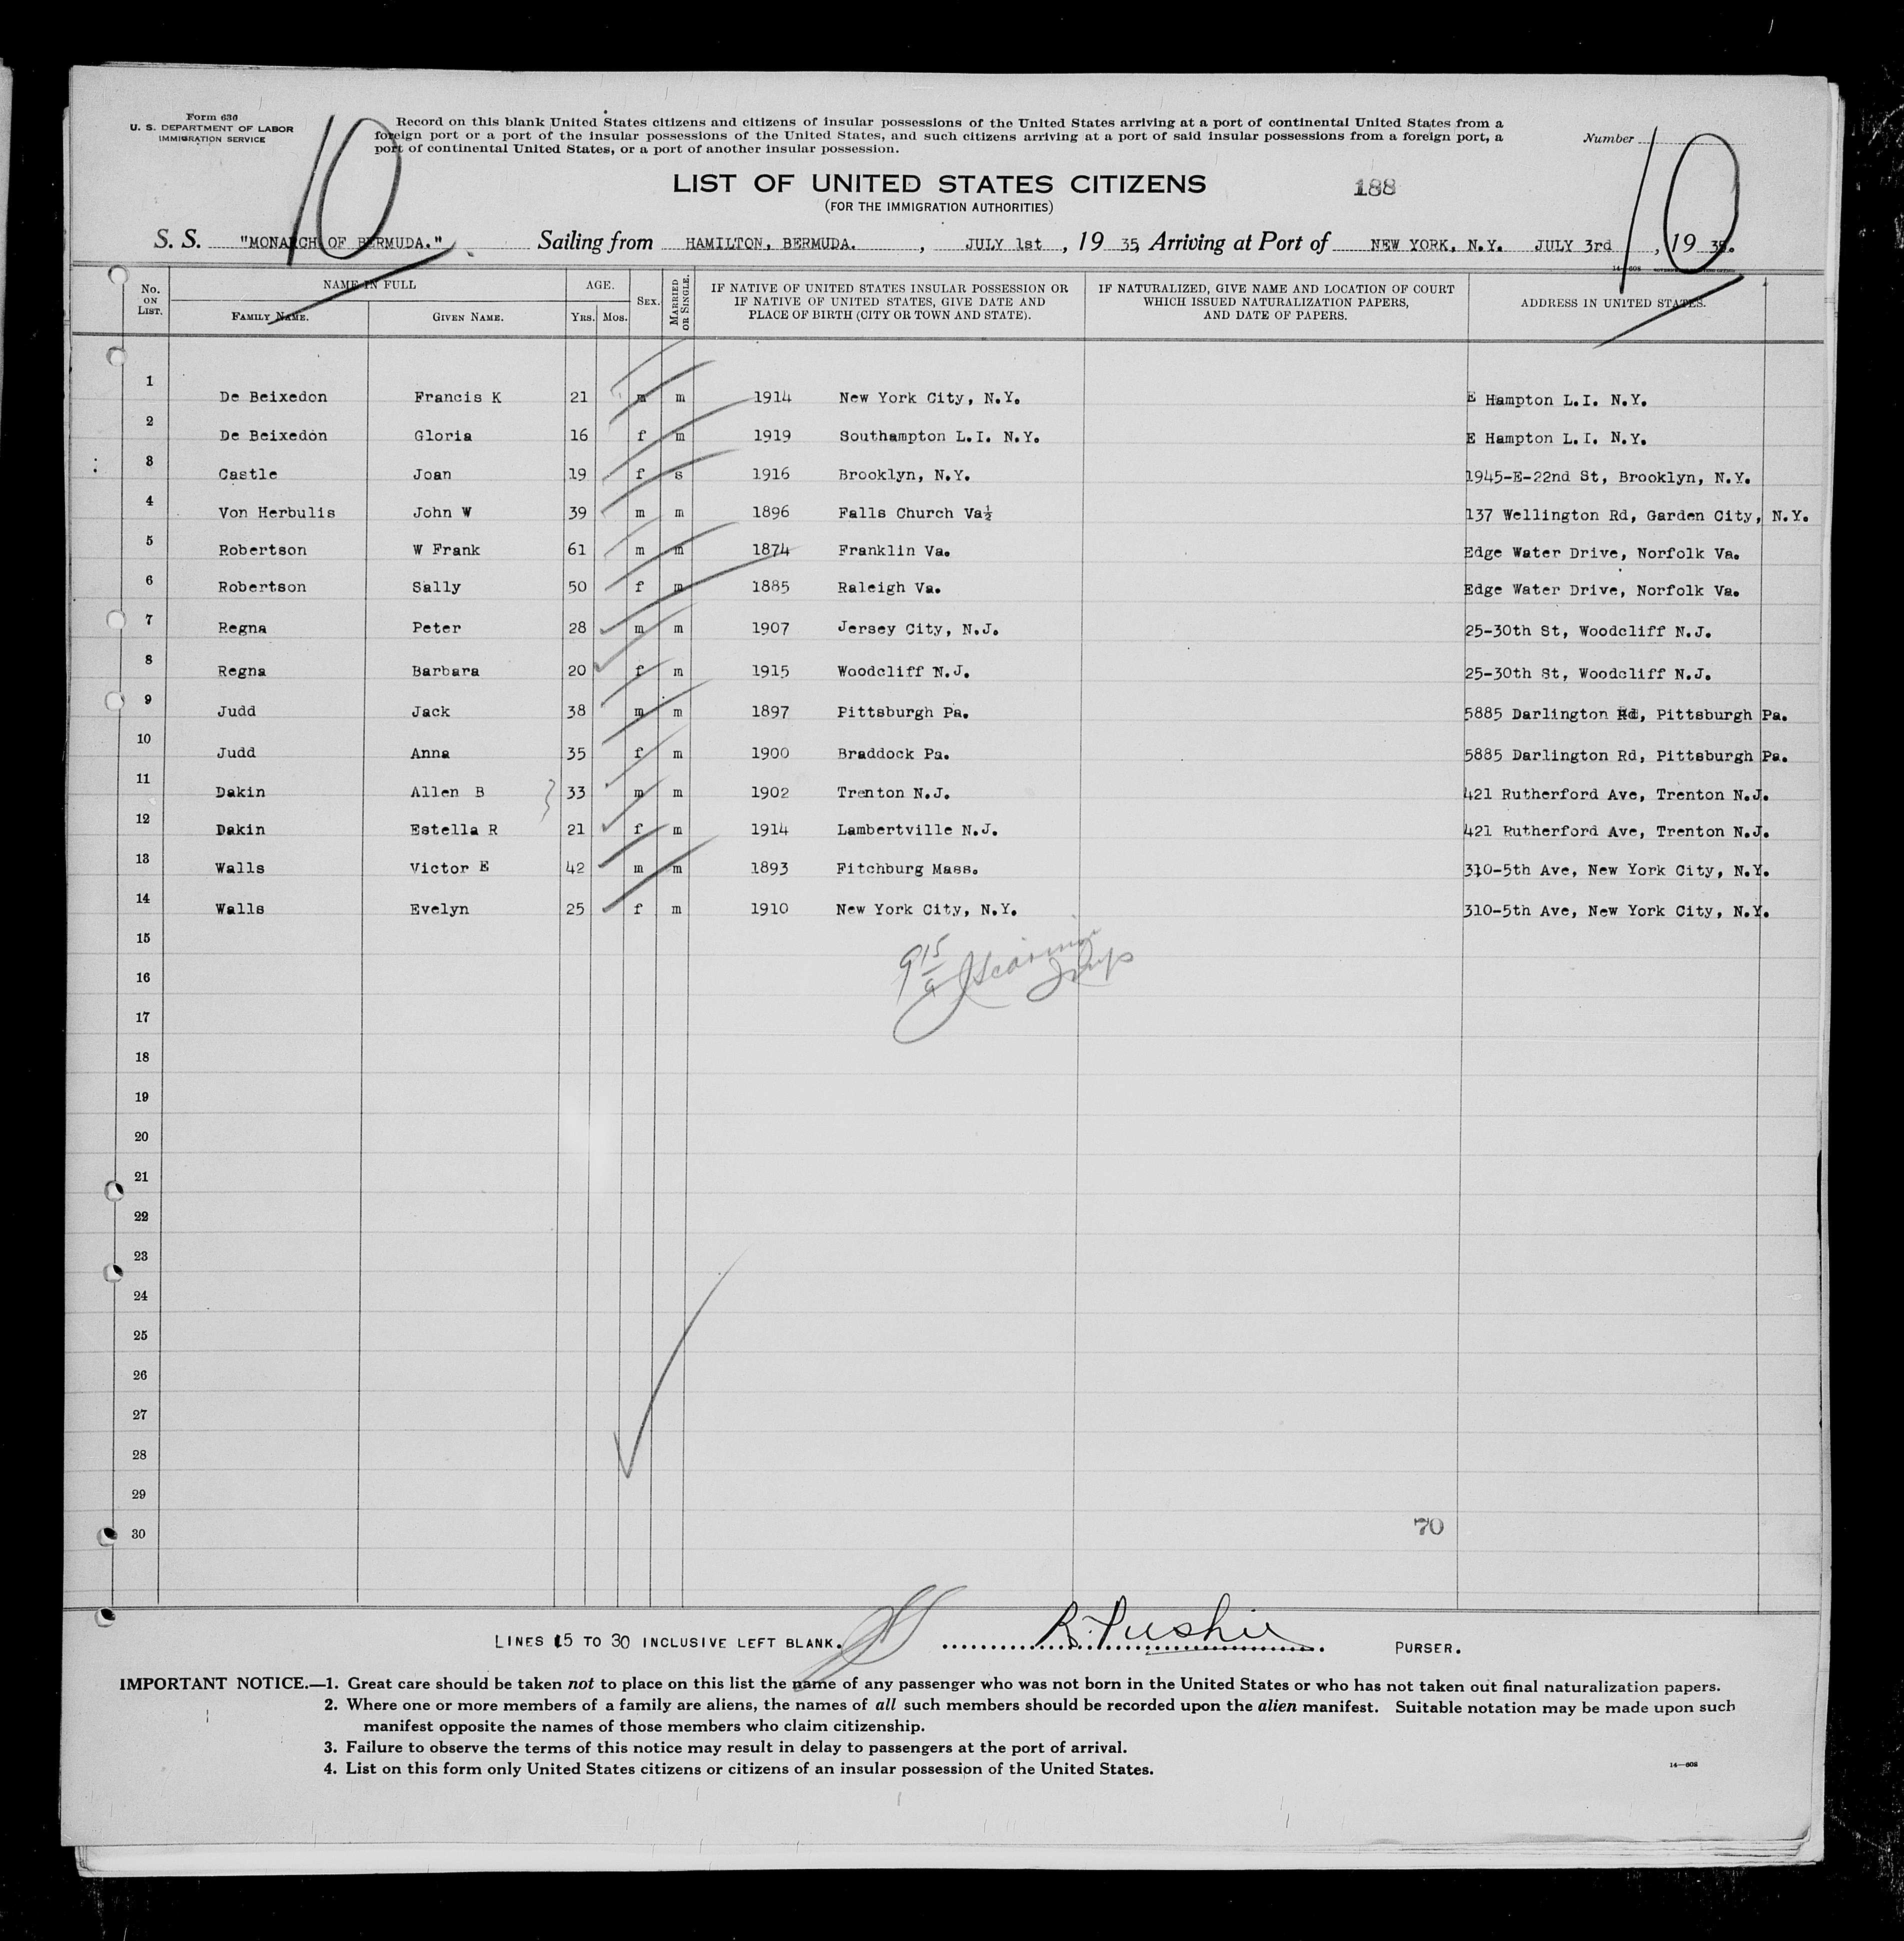 Form 630
U. S. DEPARTMENT OF LABOR
IMMIGRATION SERVICE
Record on this blank United States citizens and citizens of insular possessions of the United States arriving at a port of continental United States from a
foreign port or a port of the insular possessions of the United States, and such citizens arriving at a port of said insular possessions from a foreign port, a
port of continental United States, or a port of another insular possession.
Number
10
10
LIST OF UNITED STATES CITIZENS
188
(FOR THE IMMIGRATION AUTHORITIES)
S. S. "MONARCH OF BERMUDA." Sailing from HAMILTON, BERMUDA. , JULY 1st , 19 35, Arriving at Port of NEW YORK, N.Y. JULY 3rd , 19 35.
14—608
No. ON LIST. NAME IN FULL FAMILY NAME. GIVEN NAME. AGE. YRS. MOS. SEX. MARRIED OR SINGLE. IF NATIVE OF UNITED STATES INSULAR POSSESSION OR IF NATIVE OF UNITED STATES, GIVE DATE AND PLACE OF BIRTH (CITY OR TOWN AND STATE). IF NATURALIZED, GIVE NAME AND LOCATION OF COURT WHICH ISSUED NATURALIZATION PAPERS, AND DATE OF PAPERS. ADDRESS IN UNITED STATES.
1 De Beixedon Francis K 21 m m 1914 New York City, N.Y. E Hampton L.I. N.Y.
2 De Beixedon Gloria 16 f m 1919 Southampton L.I. N.Y. E Hampton L.I. N.Y.
3 Castle Joan 19 f s 1916 Brooklyn, N.Y. 1945-E-22nd St, Brooklyn, N.Y.
4 Von Herbulis John W 39 m m 1896 Falls Church Va½ 137 Wellington Rd, Garden City, N.Y.
5 Robertson W Frank 61 m m 1874 Franklin Va. Edge Water Drive, Norfolk Va.
6 Robertson Sally 50 f m 1885 Raleigh Va. Edge Water Drive, Norfolk Va.
7 Regna Peter 28 m m 1907 Jersey City, N.J. 25-30th St, Woodcliff N.J.
8 Regna Barbara 20 f m 1915 Woodcliff N.J. 25-30th St, Woodcliff N.J.
9 Judd Jack 38 m m 1897 Pittsburgh Pa. 5885 Darlington Rd, Pittsburgh Pa.
10 Judd Anna 35 f m 1900 Braddock Pa. 5885 Darlington Rd, Pittsburgh Pa.
11 Dakin Allen B 33 m m 1902 Trenton N.J. 421 Rutherford Ave, Trenton N.J.
12 Dakin Estella R 21 f m 1914 Lambertville N.J. 421 Rutherford Ave, Trenton N.J.
13 Walls Victor E 42 m m 1893 Fitchburg Mass. 310-5th Ave, New York City, N.Y.
14 Walls Evelyn 25 f m 1910 New York City, N.Y. 310-5th Ave, New York City, N.Y.
15
16
17
18
19
20
21
22
23
24
25
26
27
28
29
30
70
LINES 15 TO 30 INCLUSIVE LEFT BLANK. PURSER.
IMPORTANT NOTICE.—1. Great care should be taken not to place on this list the name of any passenger who was not born in the United States or who has not taken out final naturalization papers.
2. Where one or more members of a family are aliens, the names of all such members should be recorded upon the alien manifest. Suitable notation may be made upon such
manifest opposite the names of those members who claim citizenship.
3. Failure to observe the terms of this notice may result in delay to passengers at the port of arrival.
4. List on this form only United States citizens or citizens of an insular possession of the United States.
14—608